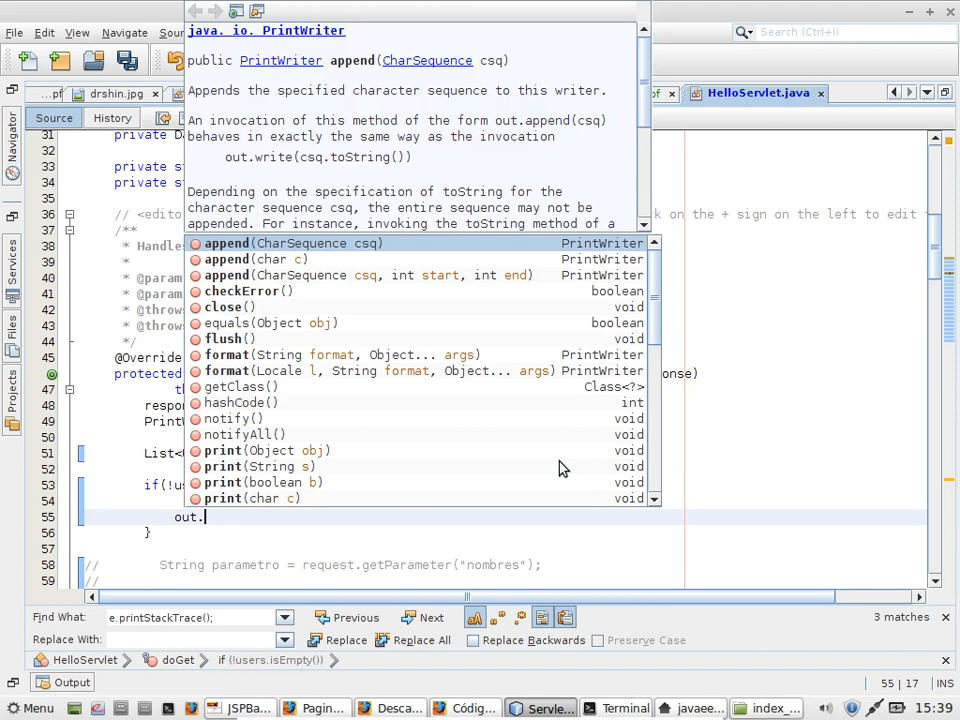 java. io. PrintWriter
File Edit View Navigate Sour
Search (Ctrl+I)
public PrintWriter append(CharSequence csq)
...pf drshin.jpg HelloServlet.java
Appends the specified character sequence to this writer.
Source History
An invocation of this method of the form out.append(csq)
behaves in exactly the same way as the invocation
out.write(csq.toString())
Depending on the specification of toString for the
character sequence csq, the entire sequence may not be
appended. For instance, invoking the toString method of a
Navigator
Services
Files
Projects
31 private Da
32
33 private st
34 private st
35
36 // <edito k on the + sign on the left to edit
37 /**
38 * Handle
39 *
40 * @param
41 * @param
42 * @throw
43 * @throw
44 */
45 @Override
protected onse)
47 th
48 respon
49 PrintW
50
51 List<
52
53 if(!us
54
55 out.
56 }
57
58 // String parametro = request.getParameter("nombres");
59 //
append(CharSequence csq) PrintWriter
append(char c) PrintWriter
append(CharSequence csq, int start, int end) PrintWriter
checkError() boolean
close() void
equals(Object obj) boolean
flush() void
format(String format, Object... args) PrintWriter
format(Locale l, String format, Object... args) PrintWriter
getClass() Class<?>
hashCode() int
notify() void
notifyAll() void
print(Object obj) void
print(String s) void
print(boolean b) void
print(char c) void
Find What: e.printStackTrace(); Previous Next 3 matches
Replace With: Replace Replace All Replace Backwards Preserve Case
HelloServlet doGet if (!users.isEmpty())
Output 55 | 17 INS
Menu JSPBa... Pagin... Desca... Códig... Servle... Terminal javaee... index_... 15:39